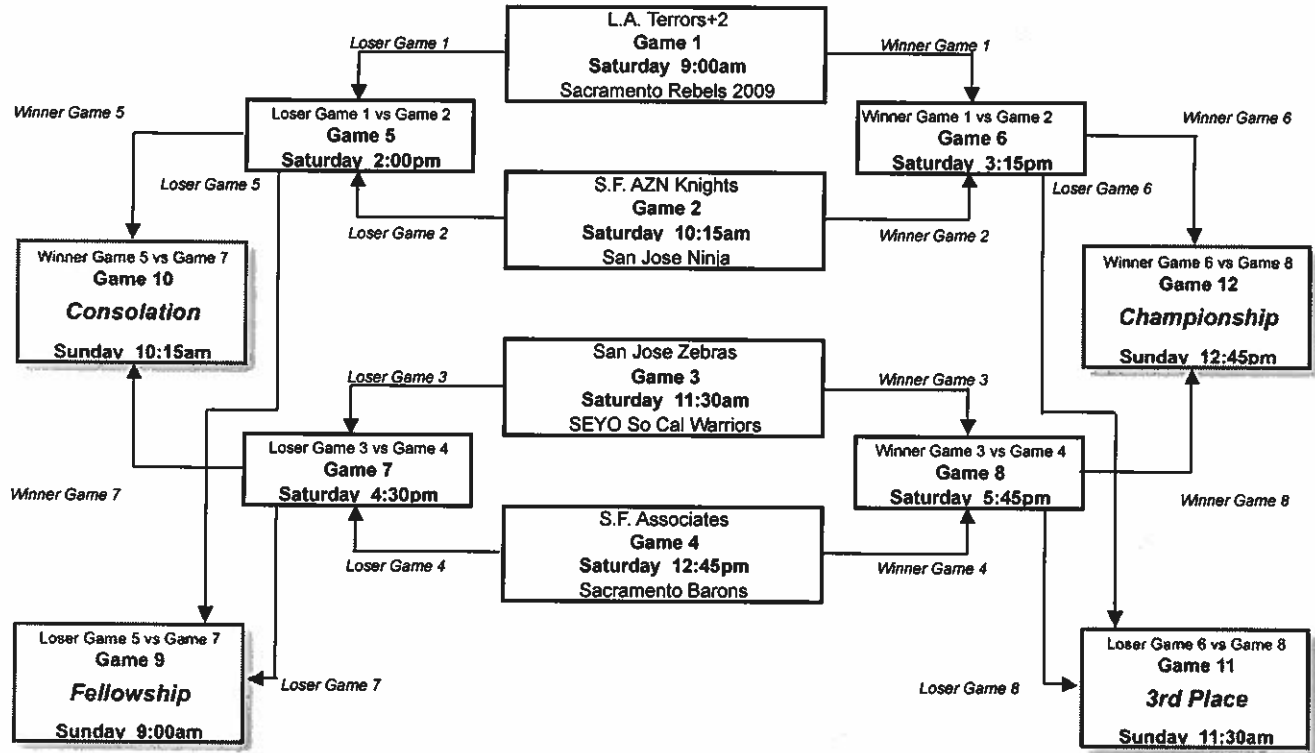 L.A. Terrors+2
Game 1
Saturday 9:00am
Sacramento Rebels 2009
Loser Game 1
Winner Game 1
Winner Game 5
Loser Game 1 vs Game 2
Game 5
Saturday 2:00pm
Winner Game 1 vs Game 2
Game 6
Saturday 3:15pm
Winner Game 6
Loser Game 5
S.F. AZN Knights
Game 2
Saturday 10:15am
San Jose Ninja
Loser Game 6
Loser Game 2
Winner Game 2
Winner Game 5 vs Game 7
Game 10
Consolation
Sunday 10:15am
Winner Game 6 vs Game 8
Game 12
Championship
Sunday 12:45pm
San Jose Zebras
Game 3
Saturday 11:30am
SEYO So Cal Warriors
Loser Game 3
Winner Game 3
Loser Game 3 vs Game 4
Game 7
Saturday 4:30pm
Winner Game 3 vs Game 4
Game 8
Saturday 5:45pm
Winner Game 7
Winner Game 8
S.F. Associates
Game 4
Saturday 12:45pm
Sacramento Barons
Loser Game 4
Winner Game 4
Loser Game 5 vs Game 7
Game 9
Fellowship
Sunday 9:00am
Loser Game 7
Loser Game 8
Loser Game 6 vs Game 8
Game 11
3rd Place
Sunday 11:30am